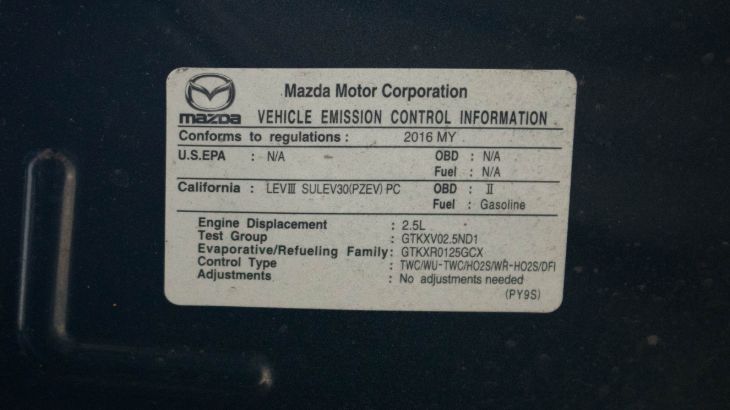 Mazda Motor Corporation
mazda VEHICLE EMISSION CONTROL INFORMATION
Conforms to regulations : 2016 MY
U.S.EPA : N/A OBD : N/A
Fuel : N/A
California : LEVⅢ SULEV30(PZEV) PC OBD : Ⅱ
Fuel : Gasoline
Engine Displacement : 2.5L
Test Group : GTKXV02.5ND1
Evaporative/Refueling Family: GTKXR0125GCX
Control Type : TWC/WU-TWC/HO2S/WR-HO2S/DFI
Adjustments : No adjustments needed
(PY9S)